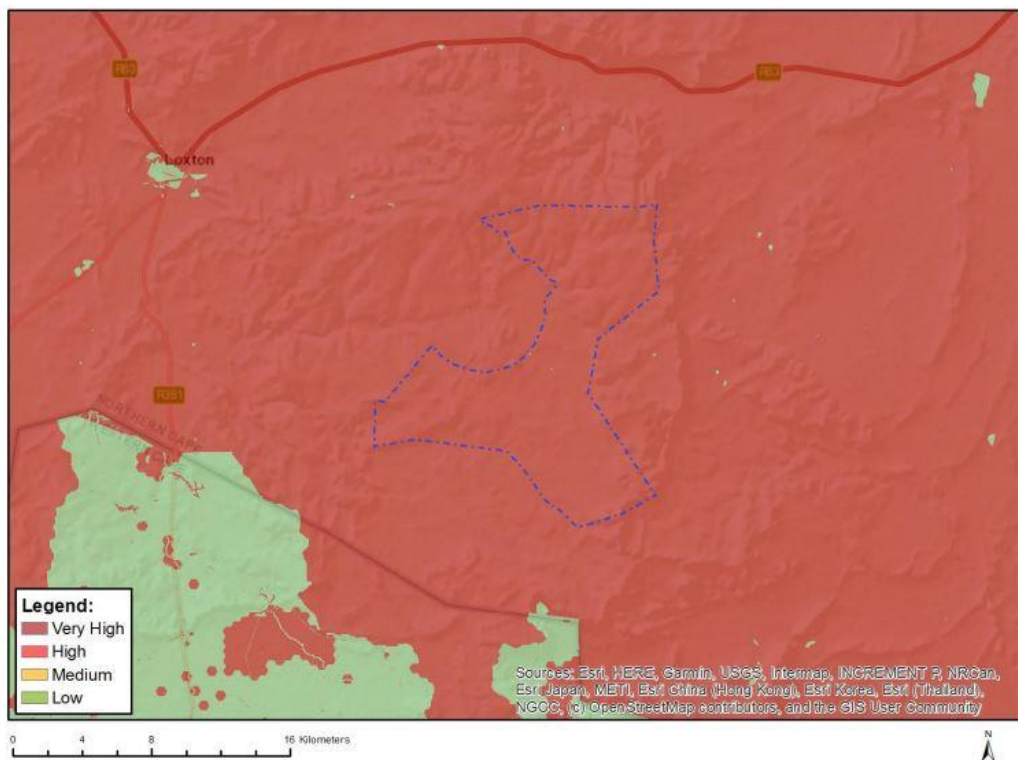 R63
R63
Loxton
R381
NORTHERN CAPE
WESTERN
Legend:
Very High
High
Medium
Low
Sources: Esri, HERE, Garmin, USGS, Intermap, INCREMENT P, NRCan,
Esri Japan, METI, Esri China (Hong Kong), Esri Korea, Esri (Thailand),
NGCC, (c) OpenStreetMap contributors, and the GIS User Community
0 4 8 16 Kilometers
N